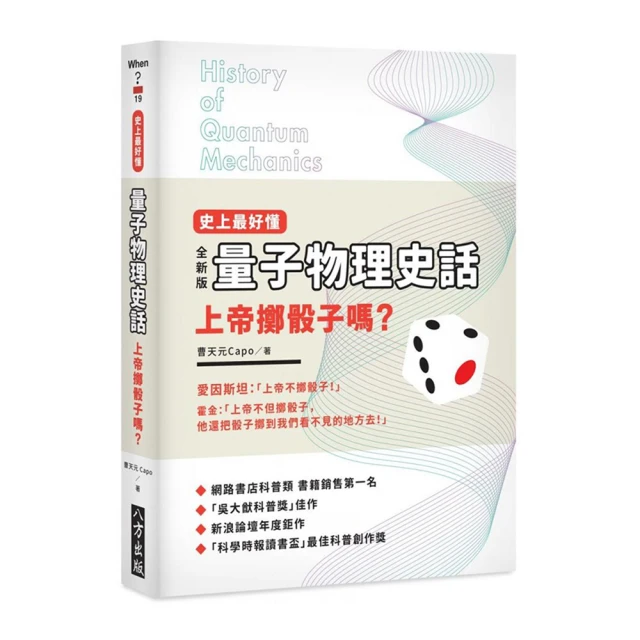 When
?
19
史上最好懂
量子物理史話
上帝擲骰子嗎?
曹天元 Capo
/
著
八方出版
History
of
Quantum
Mechanics
史上最好懂
全新版
量子物理史話
上帝擲骰子嗎?
曹天元Capo/著
愛因斯坦:「上帝不擲骰子!」
霍金:「上帝不但擲骰子,
他還把骰子擲到我們看不見的地方去!」
◆ 網路書店科普類 書籍銷售第一名
◆ 「吳大猷科普獎」佳作
◆ 新浪論壇年度鉅作
◆ 「科學時報讀書盃」最佳科普創作獎